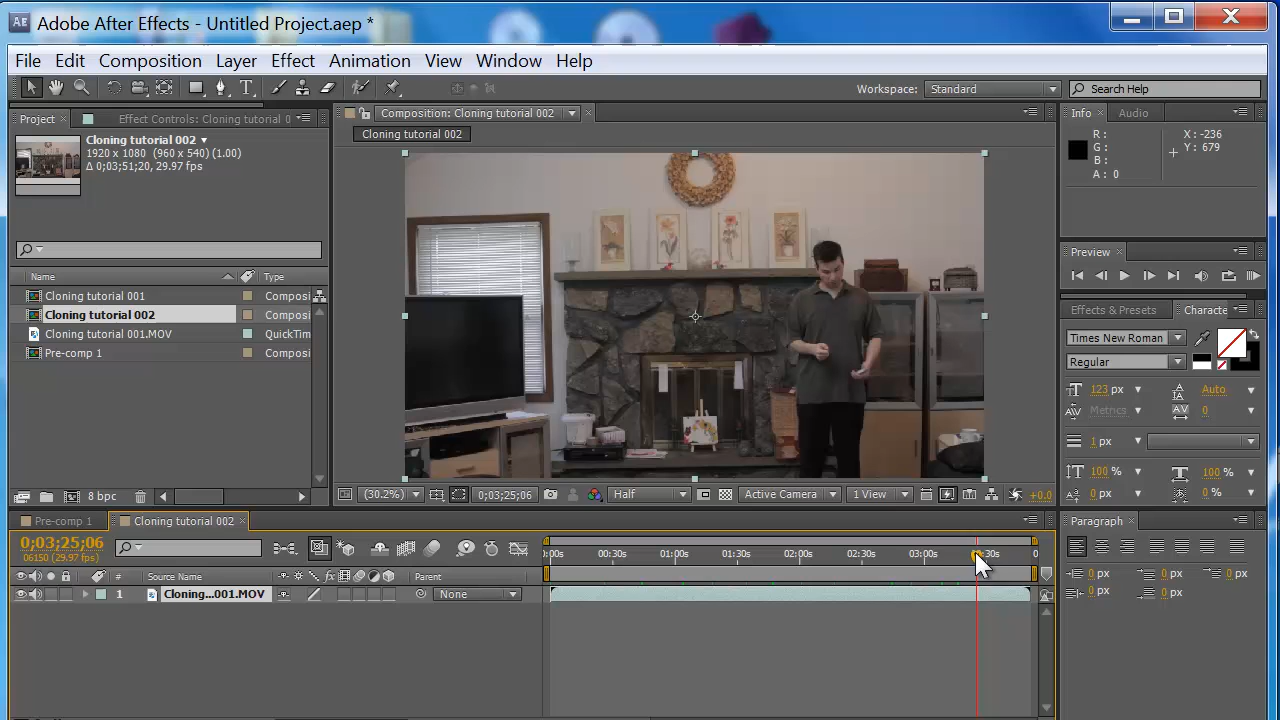 AE Adobe After Effects - Untitled Project.aep *
File Edit Composition Layer Effect Animation View Window Help
Workspace: Standard Search Help
Project Effect Controls: Cloning tutorial 0
Composition: Cloning tutorial 002
Info Audio
Cloning tutorial 002
Cloning tutorial 002
1920 x 1080 (960 x 540) (1.00)
Δ 0;03;51;20, 29.97 fps
R: X: -236
G: Y: 679
B:
A: 0
Preview
Name Type
Cloning tutorial 001 Composi
Cloning tutorial 002 Composi
Cloning tutorial 001.MOV QuickTim
Pre-comp 1 Composi
Effects & Presets Characte
Times New Roman
Regular
123 px Auto
Metrics 0
1 px
100 % 100 %
0 px 0 %
8 bpc
(30.2%) 0;03;25;06 Half Active Camera 1 View +0.0
Pre-comp 1 Cloning tutorial 002
Paragraph
0;03;25;06
06150 (29.97 fps)
:00s 00:30s 01:00s 01:30s 02:00s 02:30s 03:00s :30s 0
# Source Name Parent
1 Cloning...001.MOV None
0 px 0 px 0 px
0 px 0 px